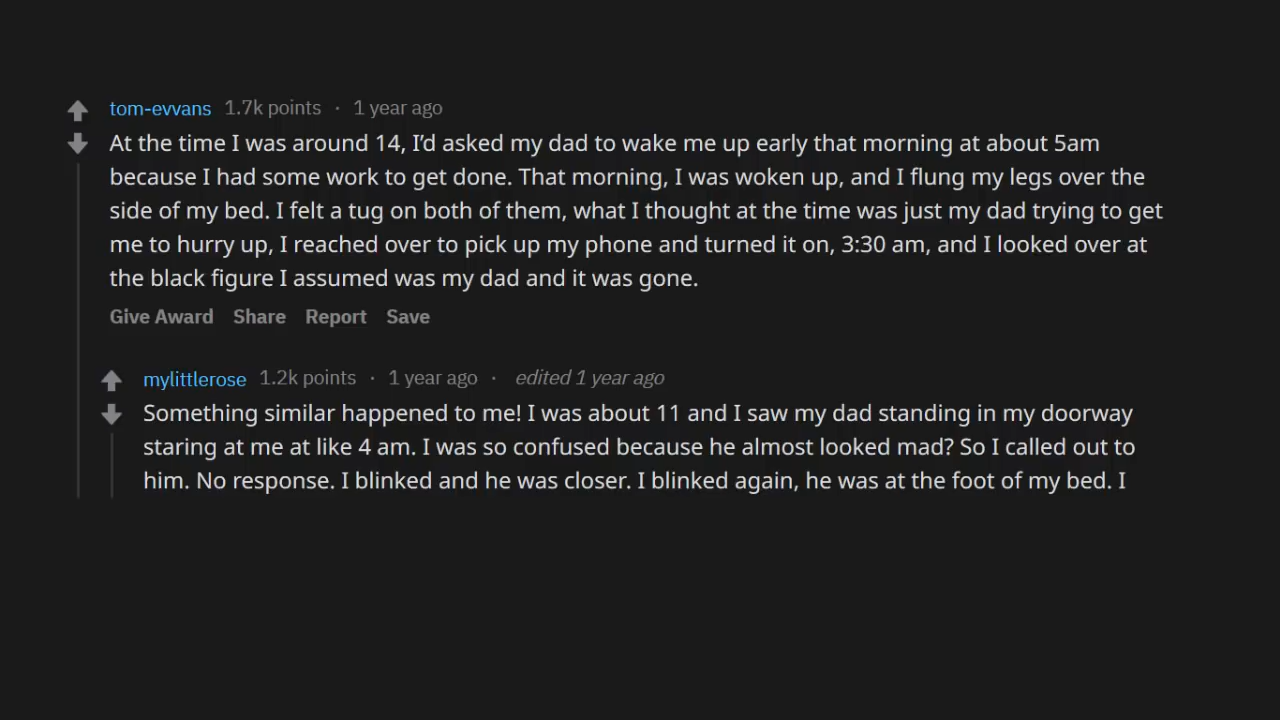 tom-evvans 1.7k points · 1 year ago
At the time I was around 14, I'd asked my dad to wake me up early that morning at about 5am
because I had some work to get done. That morning, I was woken up, and I flung my legs over the
side of my bed. I felt a tug on both of them, what I thought at the time was just my dad trying to get
me to hurry up, I reached over to pick up my phone and turned it on, 3:30 am, and I looked over at
the black figure I assumed was my dad and it was gone.
Give Award Share Report Save
mylittlerose 1.2k points · 1 year ago · edited 1 year ago
Something similar happened to me! I was about 11 and I saw my dad standing in my doorway
staring at me at like 4 am. I was so confused because he almost looked mad? So I called out to
him. No response. I blinked and he was closer. I blinked again, he was at the foot of my bed. I